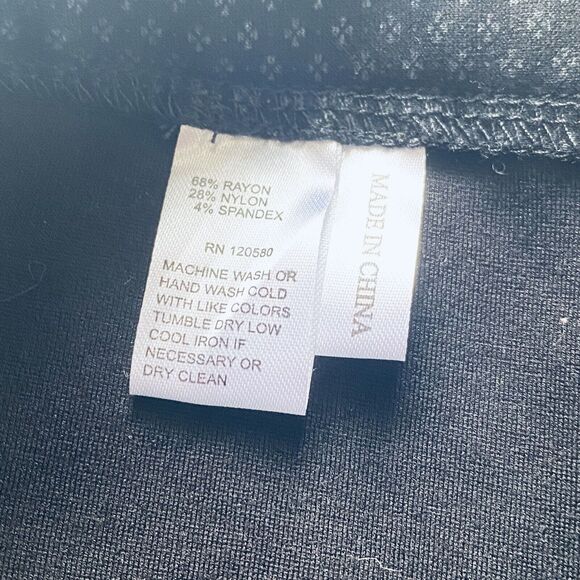 68% RAYON
28% NYLON
4% SPANDEX
RN 120580
MACHINE WASH OR
HAND WASH COLD
WITH LIKE COLORS
TUMBLE DRY LOW
COOL IRON IF
NECESSARY OR
DRY CLEAN
MADE IN CHINA